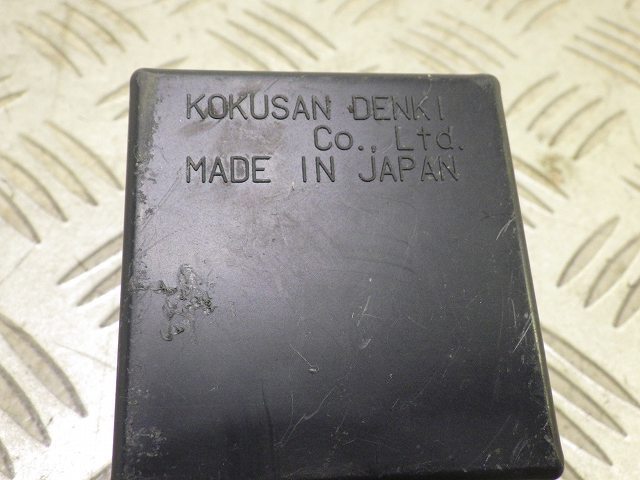 KOKUSAN DENKI
Co., Ltd.
MADE IN JAPAN